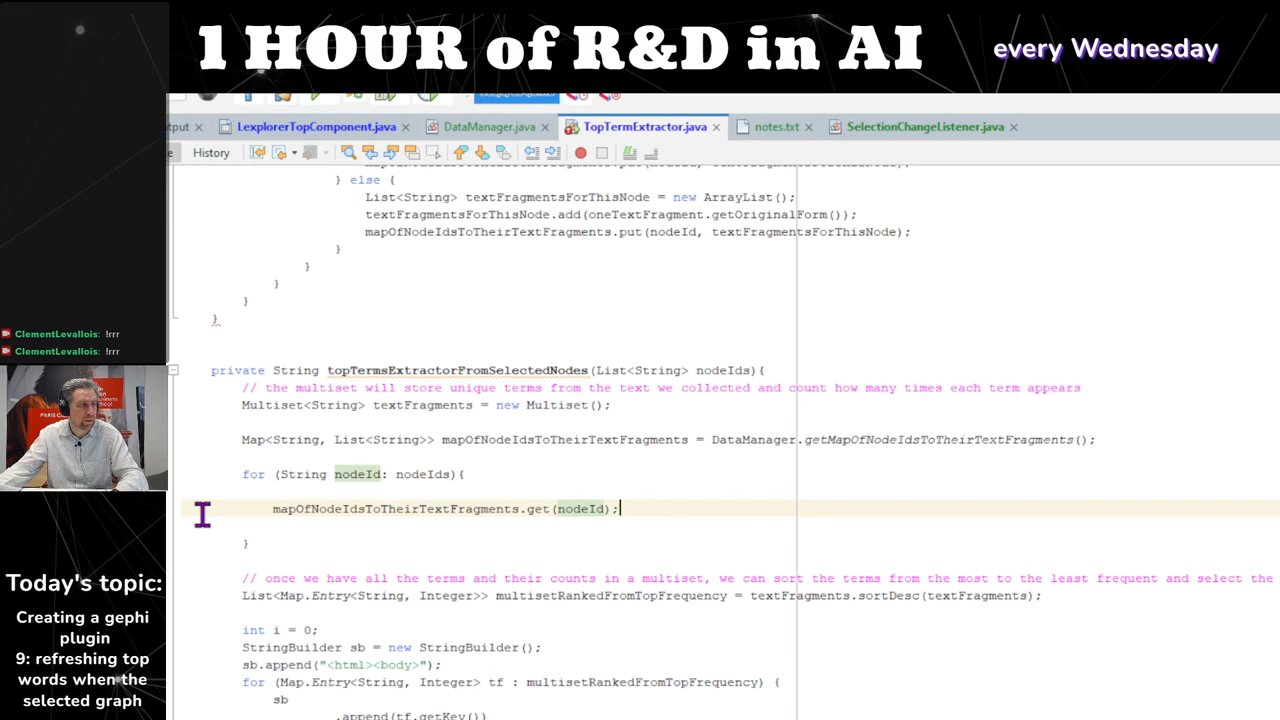 1 HOUR of R&D in AI
every Wednesday
tput
LexplorerTopComponent.java
DataManager.java
TopTermExtractor.java
notes.txt
SelectionChangeListener.java
History
} else {
List<String> textFragmentsForThisNode = new ArrayList();
textFragmentsForThisNode.add(oneTextFragment.getOriginalForm());
mapOfNodeIdsToTheirTextFragments.put(nodeId, textFragmentsForThisNode);
}
}
}
}
}
private String topTermsExtractorFromSelectedNodes(List<String> nodeIds){
// the multiset will store unique terms from the text we collected and count how many times each term appears
Multiset<String> textFragments = new Multiset();
Map<String, List<String>> mapOfNodeIdsToTheirTextFragments = DataManager.getMapOfNodeIdsToTheirTextFragments();
for (String nodeId: nodeIds){
mapOfNodeIdsToTheirTextFragments.get(nodeId);
}
// once we have all the terms and their counts in a multiset, we can sort the terms from the most to the least frequent and select the
List<Map.Entry<String, Integer>> multisetRankedFromTopFrequency = textFragments.sortDesc(textFragments);
int i = 0;
StringBuilder sb = new StringBuilder();
sb.append("<html><body>");
for (Map.Entry<String, Integer> tf : multisetRankedFromTopFrequency) {
sb
.append(tf.getKey())
ClementLevallois: !rrr
ClementLevallois: !rrr
Today's topic:
Creating a gephi
plugin
9: refreshing top
words when the
selected graph